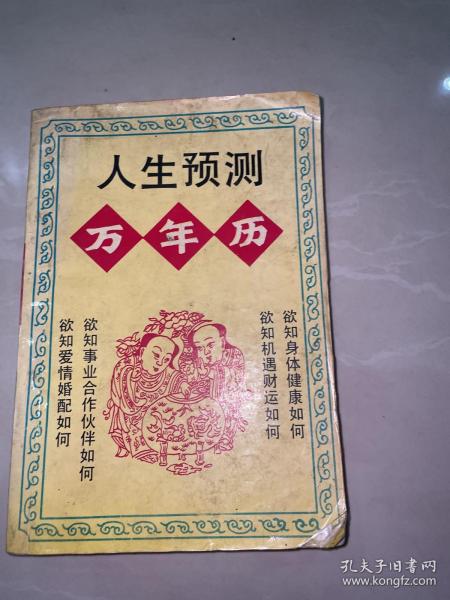 人生预测
万年历
欲知身体健康如何
欲知机遇财运如何
欲知事业合作伙伴如何
欲知爱情婚配如何
孔夫子旧书网
www.kongfz.com